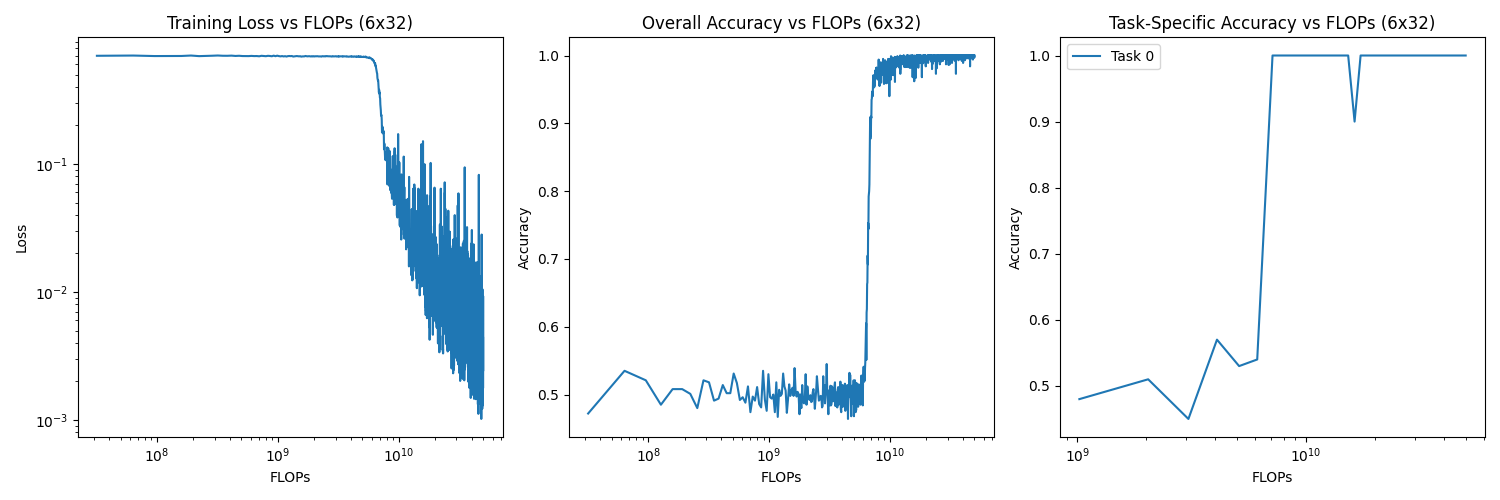 Training Loss vs FLOPs (6x32)
Loss
10⁻¹
10⁻²
10⁻³
10⁸
10⁹
10¹⁰
FLOPs
Overall Accuracy vs FLOPs (6x32)
Accuracy
1.0
0.9
0.8
0.7
0.6
0.5
10⁸
10⁹
10¹⁰
FLOPs
Task-Specific Accuracy vs FLOPs (6x32)
Task 0
Accuracy
1.0
0.9
0.8
0.7
0.6
0.5
10⁹
10¹⁰
FLOPs